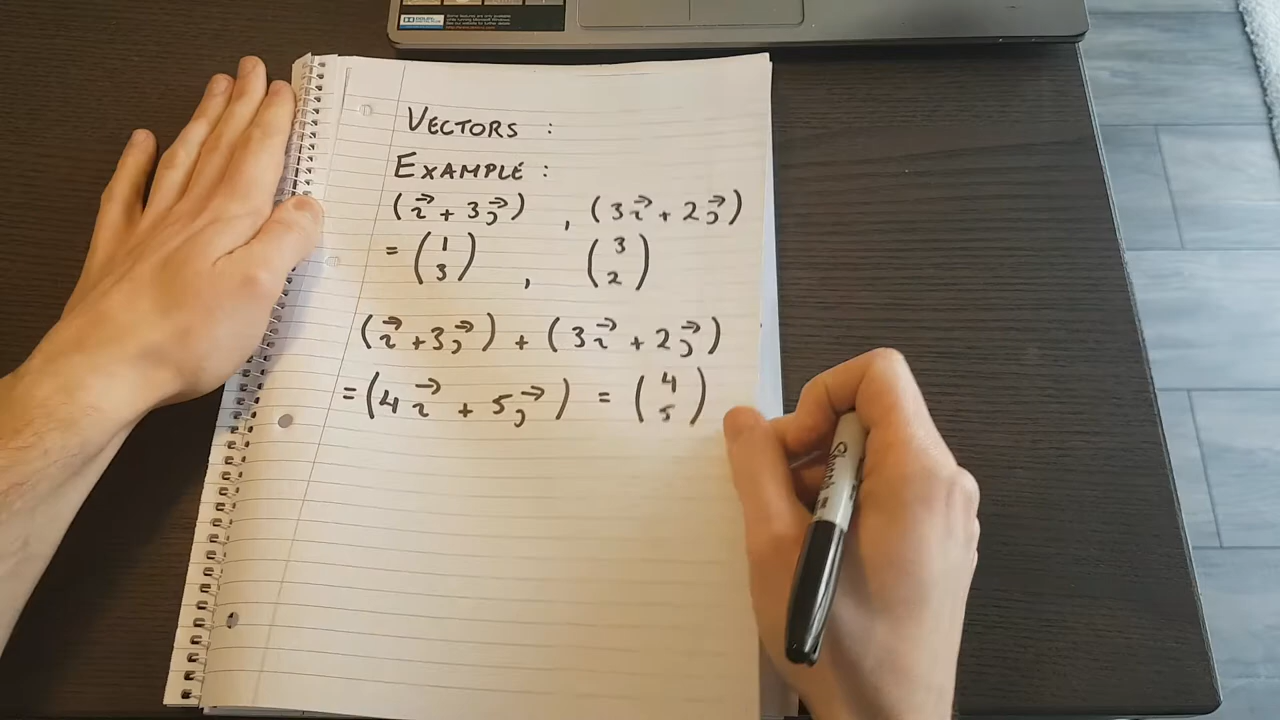 VECTORS :
EXAMPLE :
(i⃗ + 3j⃗) , (3i⃗ + 2j⃗)
= (1 3) , (3 2)
(i⃗ + 3j⃗) + (3i⃗ + 2j⃗)
= (4i⃗ + 5j⃗) = (4 5)